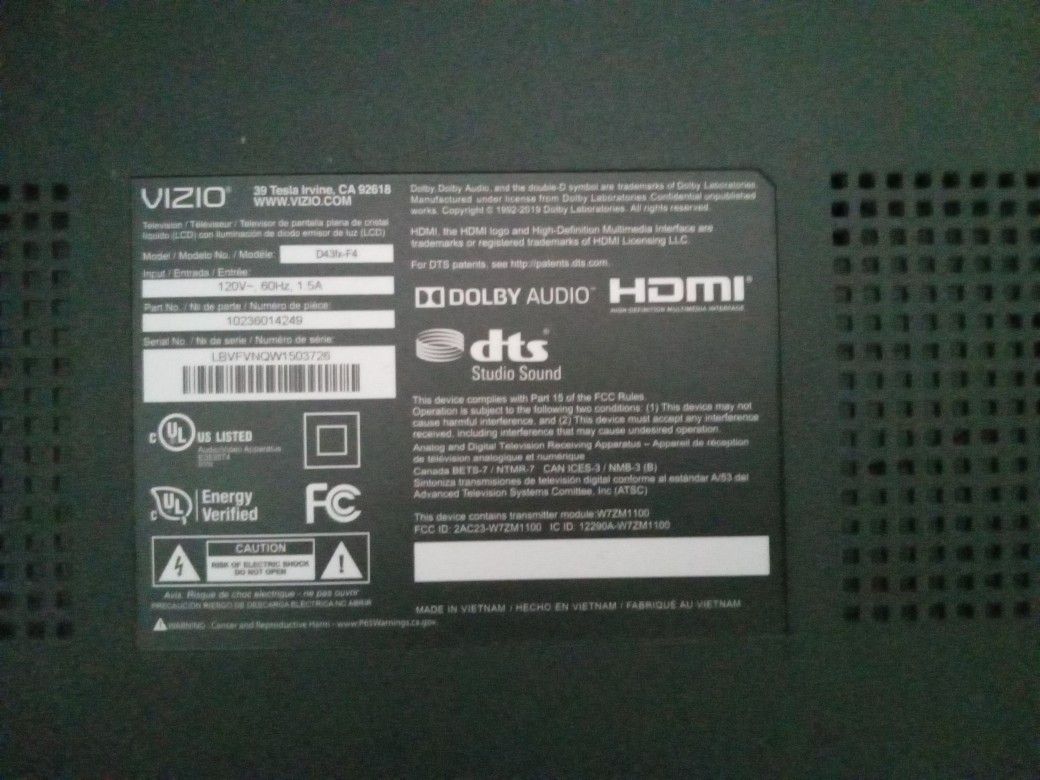 VIZIO®
39 Tesla Irvine, CA 92618
WWW.VIZIO.COM
Television / Téléviseur / Televisor de pantalla plana de cristal
líquido (LCD) con iluminación de diodo emisor de luz (LCD)
Model / Modelo No. / Modèle: D43fx-F4
Input / Entrada / Entrée:
120V~, 60Hz, 1.5A
Part No. / Nr de parte / Numéro de pièce:
10236014249
Serial No. / Nr de serie / Numéro de série:
LBVFVNQW1503726
C UL US LISTED
Audio/Video Apparatus
C UL Energy
Verified
FC
CAUTION
RISK OF ELECTRIC SHOCK
DO NOT OPEN
Avis. Risque de choc electrique - ne pas ouvrir
PRECAUCION RIESGO DE DESCARGA ELECTRICA NO ABRIR
WARNING: Cancer and Reproductive Harm - www.P65Warnings.ca.gov
Dolby, Dolby Audio, and the double-D symbol are trademarks of Dolby Laboratories.
Manufactured under license from Dolby Laboratories. Confidential unpublished
works. Copyright © 1992-2019 Dolby Laboratories. All rights reserved.
HDMI, the HDMI logo and High-Definition Multimedia Interface are
trademarks or registered trademarks of HDMI Licensing LLC.
For DTS patents, see http://patents.dts.com.
DOLBY AUDIO™
HDMI®
HIGH-DEFINITION MULTIMEDIA INTERFACE
dts®
Studio Sound
This device complies with Part 15 of the FCC Rules.
Operation is subject to the following two conditions: (1) This device may not
cause harmful interference, and (2) This device must accept any interference
received, including interference that may cause undesired operation.
Analog and Digital Television Receiving Apparatus – Appareil de réception
de télévision analogique et numérique
Canada BETS-7 / NTMR-7 CAN ICES-3 / NMB-3 (B)
Sintoniza transmisiones de televisión digital conforme al estándar A/53 del
Advanced Television Systems Comittee, Inc (ATSC)
This device contains transmitter module:W7ZM1100
FCC ID: 2AC23-W7ZM1100 IC ID: 12290A-W7ZM1100
MADE IN VIETNAM / HECHO EN VIETNAM / FABRIQUÉ AU VIETNAM